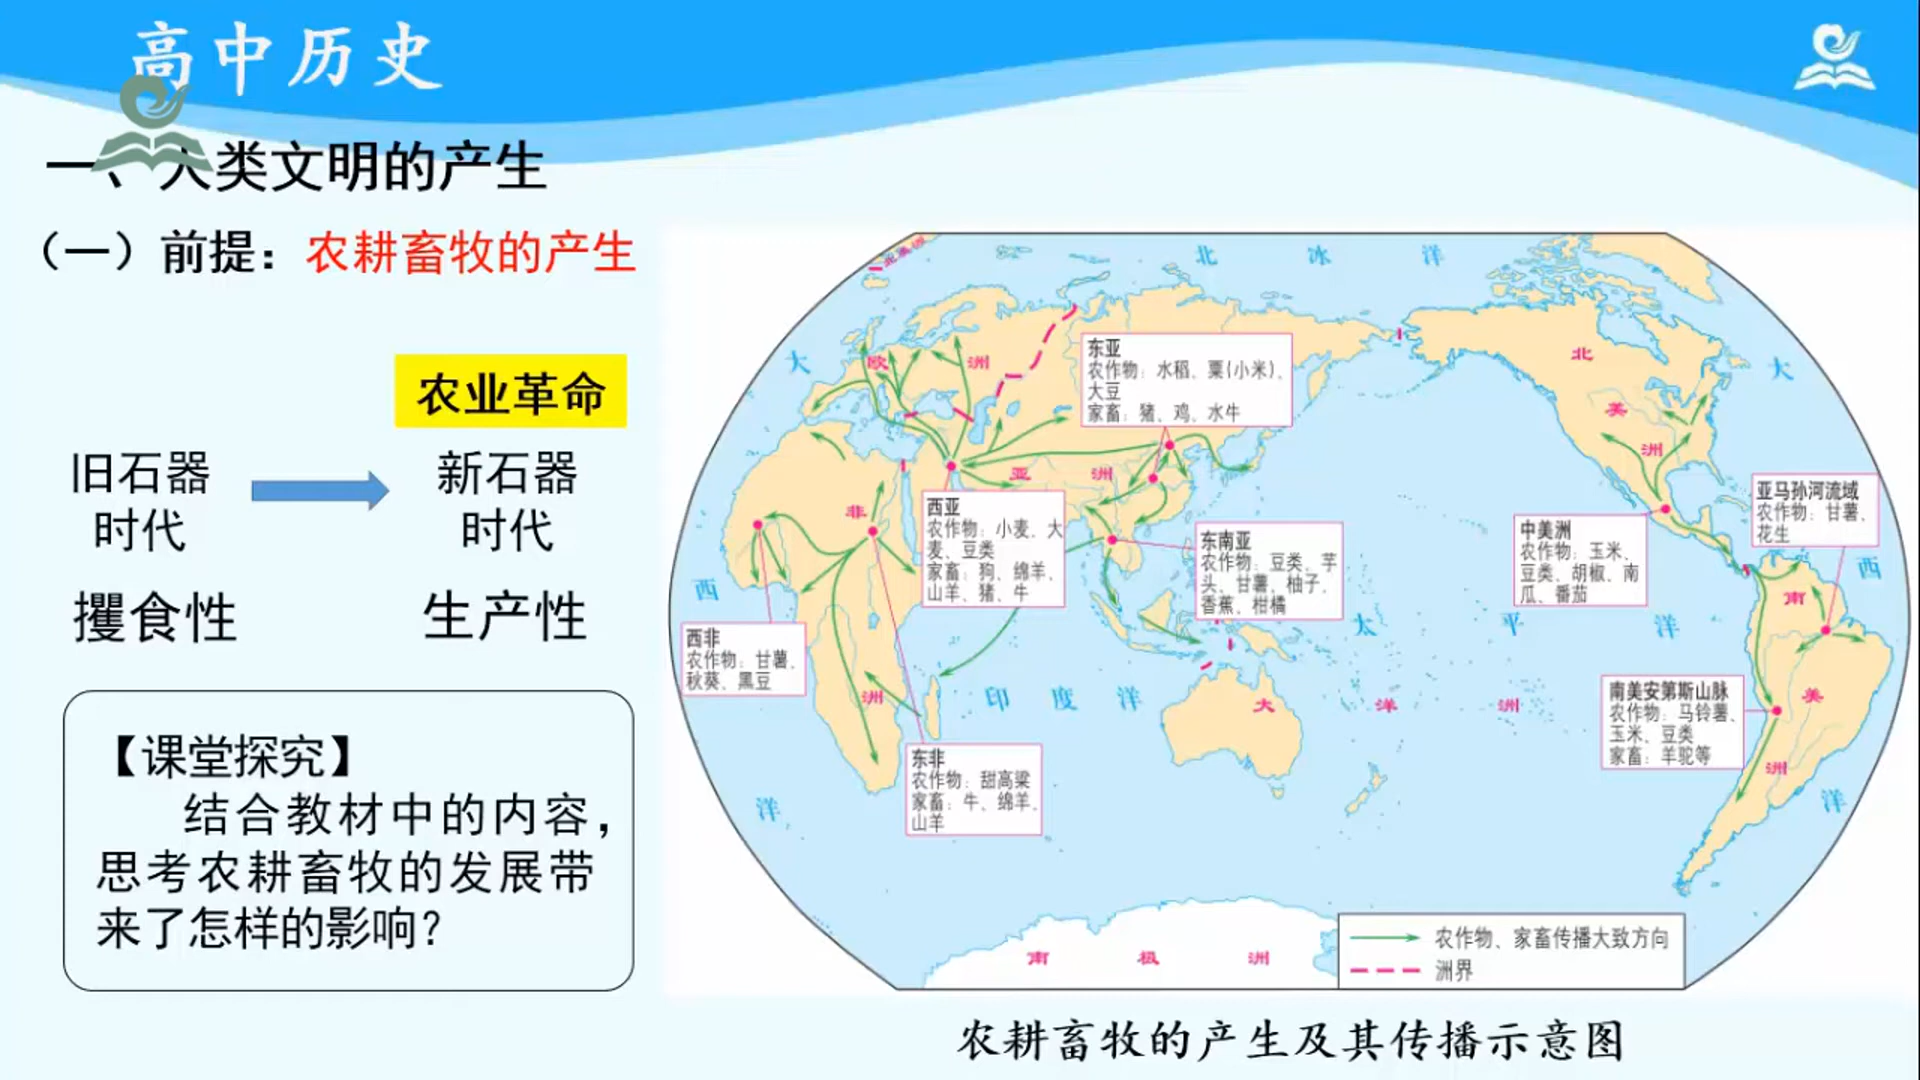 高中历史
一、人类文明的产生
（一）前提：农耕畜牧的产生
农业革命
旧石器
时代
新石器
时代
攫食性
生产性
【课堂探究】
结合教材中的内容，
思考农耕畜牧的发展带
来了怎样的影响？
北冰洋
大西洋
欧洲
亚洲
非洲
印度洋
太平洋
大洋洲
北美洲
南美洲
大西洋
南极洲
东亚
农作物：水稻、粟(小米)、
大豆
家畜：猪、鸡、水牛
西亚
农作物：小麦、大
麦、豆类
家畜：狗、绵羊、
山羊、猪、牛
东南亚
农作物：豆类、芋
头、甘薯、柚子、
香蕉、柑橘
西非
农作物：甘薯、
秋葵、黑豆
东非
农作物：甜高粱
家畜：牛、绵羊、
山羊
中美洲
农作物：玉米、
豆类、胡椒、南
瓜、番茄
亚马孙河流域
农作物：甘薯、
花生
南美安第斯山脉
农作物：马铃薯、
玉米、豆类
家畜：羊驼等
农作物、家畜传播大致方向
洲界
农耕畜牧的产生及其传播示意图